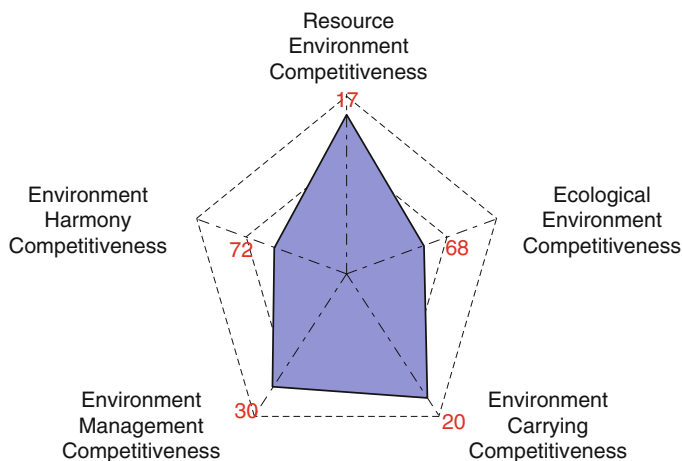 Resource
Environment
Competitiveness
17
Environment
Harmony
Competitiveness
72
Ecological
Environment
Competitiveness
68
Environment
Management
Competitiveness
30
Environment
Carrying
Competitiveness
20